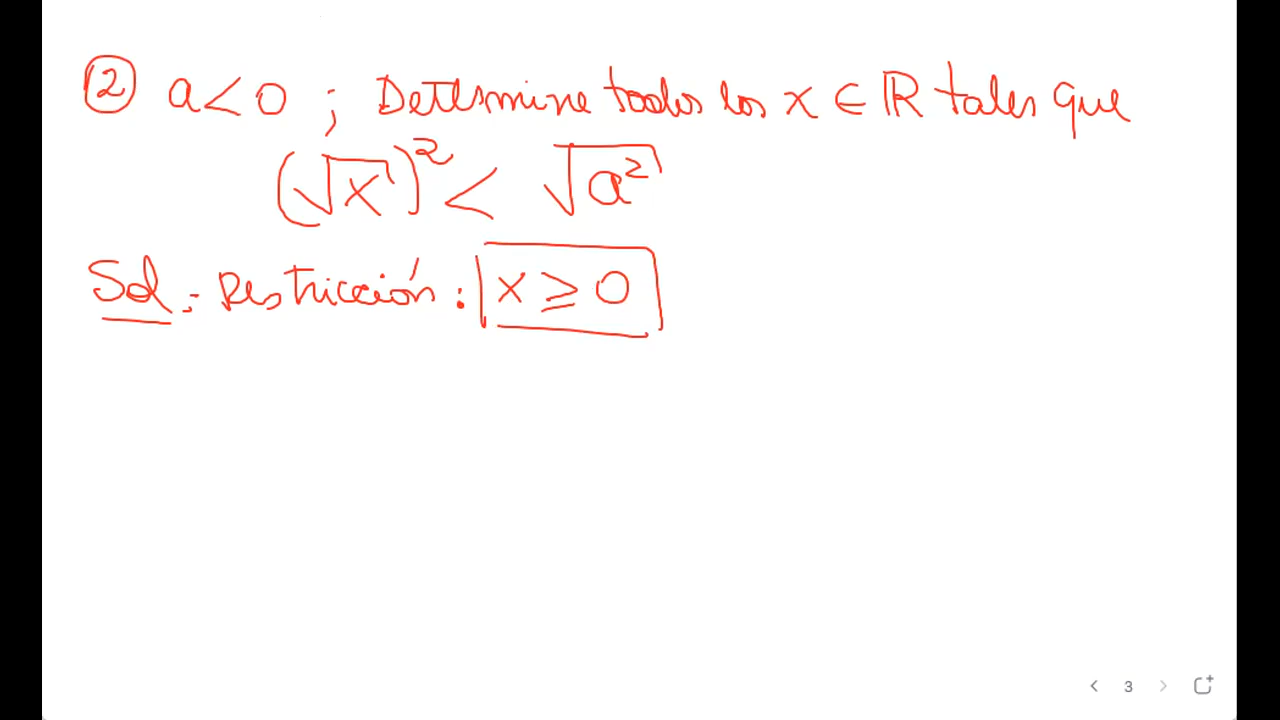 ② a < 0 ; Determine todos los x ∈ ℝ tales que
(√x)² < √a²
Sol: Restricción: x ≥ 0
3